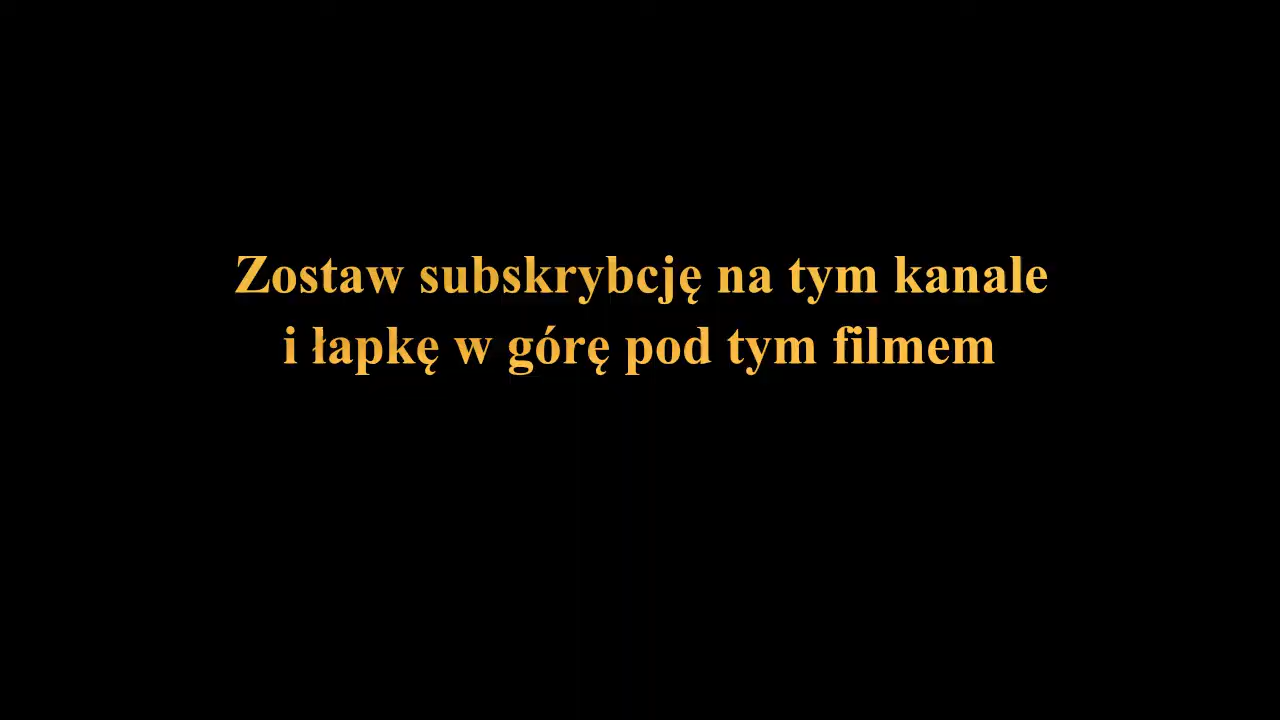 Zostaw subskrybcję na tym kanale
i łapkę w górę pod tym filmem